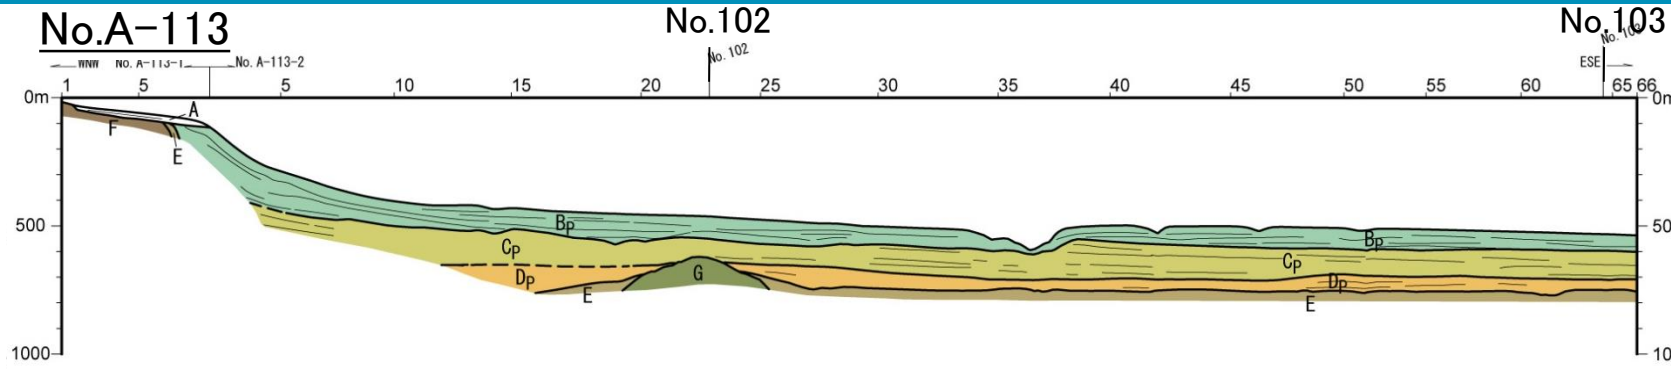 No.A-113
No.102
No.103
WNW No. A-113-1 No. A-113-2
No. 102
ESE
1 5 5 10 15 20 25 30 35 40 45 50 55 60 65 66
0m 0m
A
F
E
500 50
Bp Bp
Cp Cp
Dp G Dp
E E
1000 10